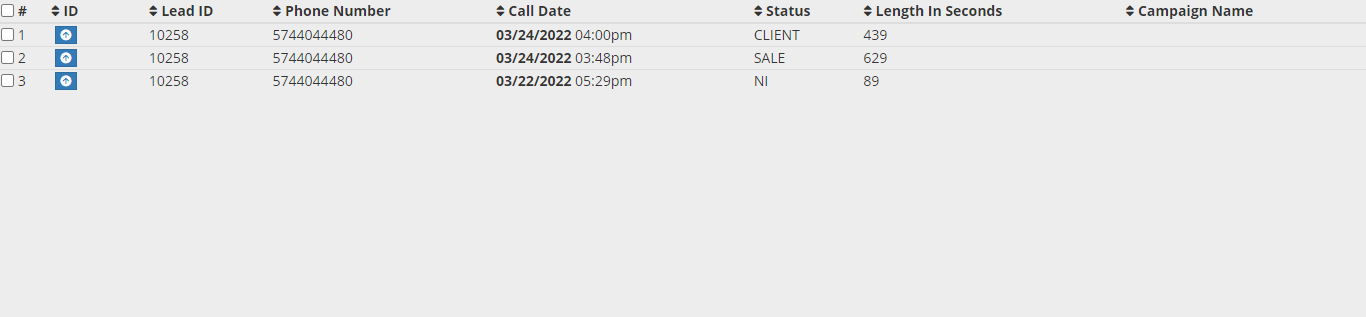 # ID Lead ID Phone Number Call Date Status Length In Seconds Campaign Name
1 10258 5744044480 03/24/2022 04:00pm CLIENT 439
2 10258 5744044480 03/24/2022 03:48pm SALE 629
3 10258 5744044480 03/22/2022 05:29pm NI 89